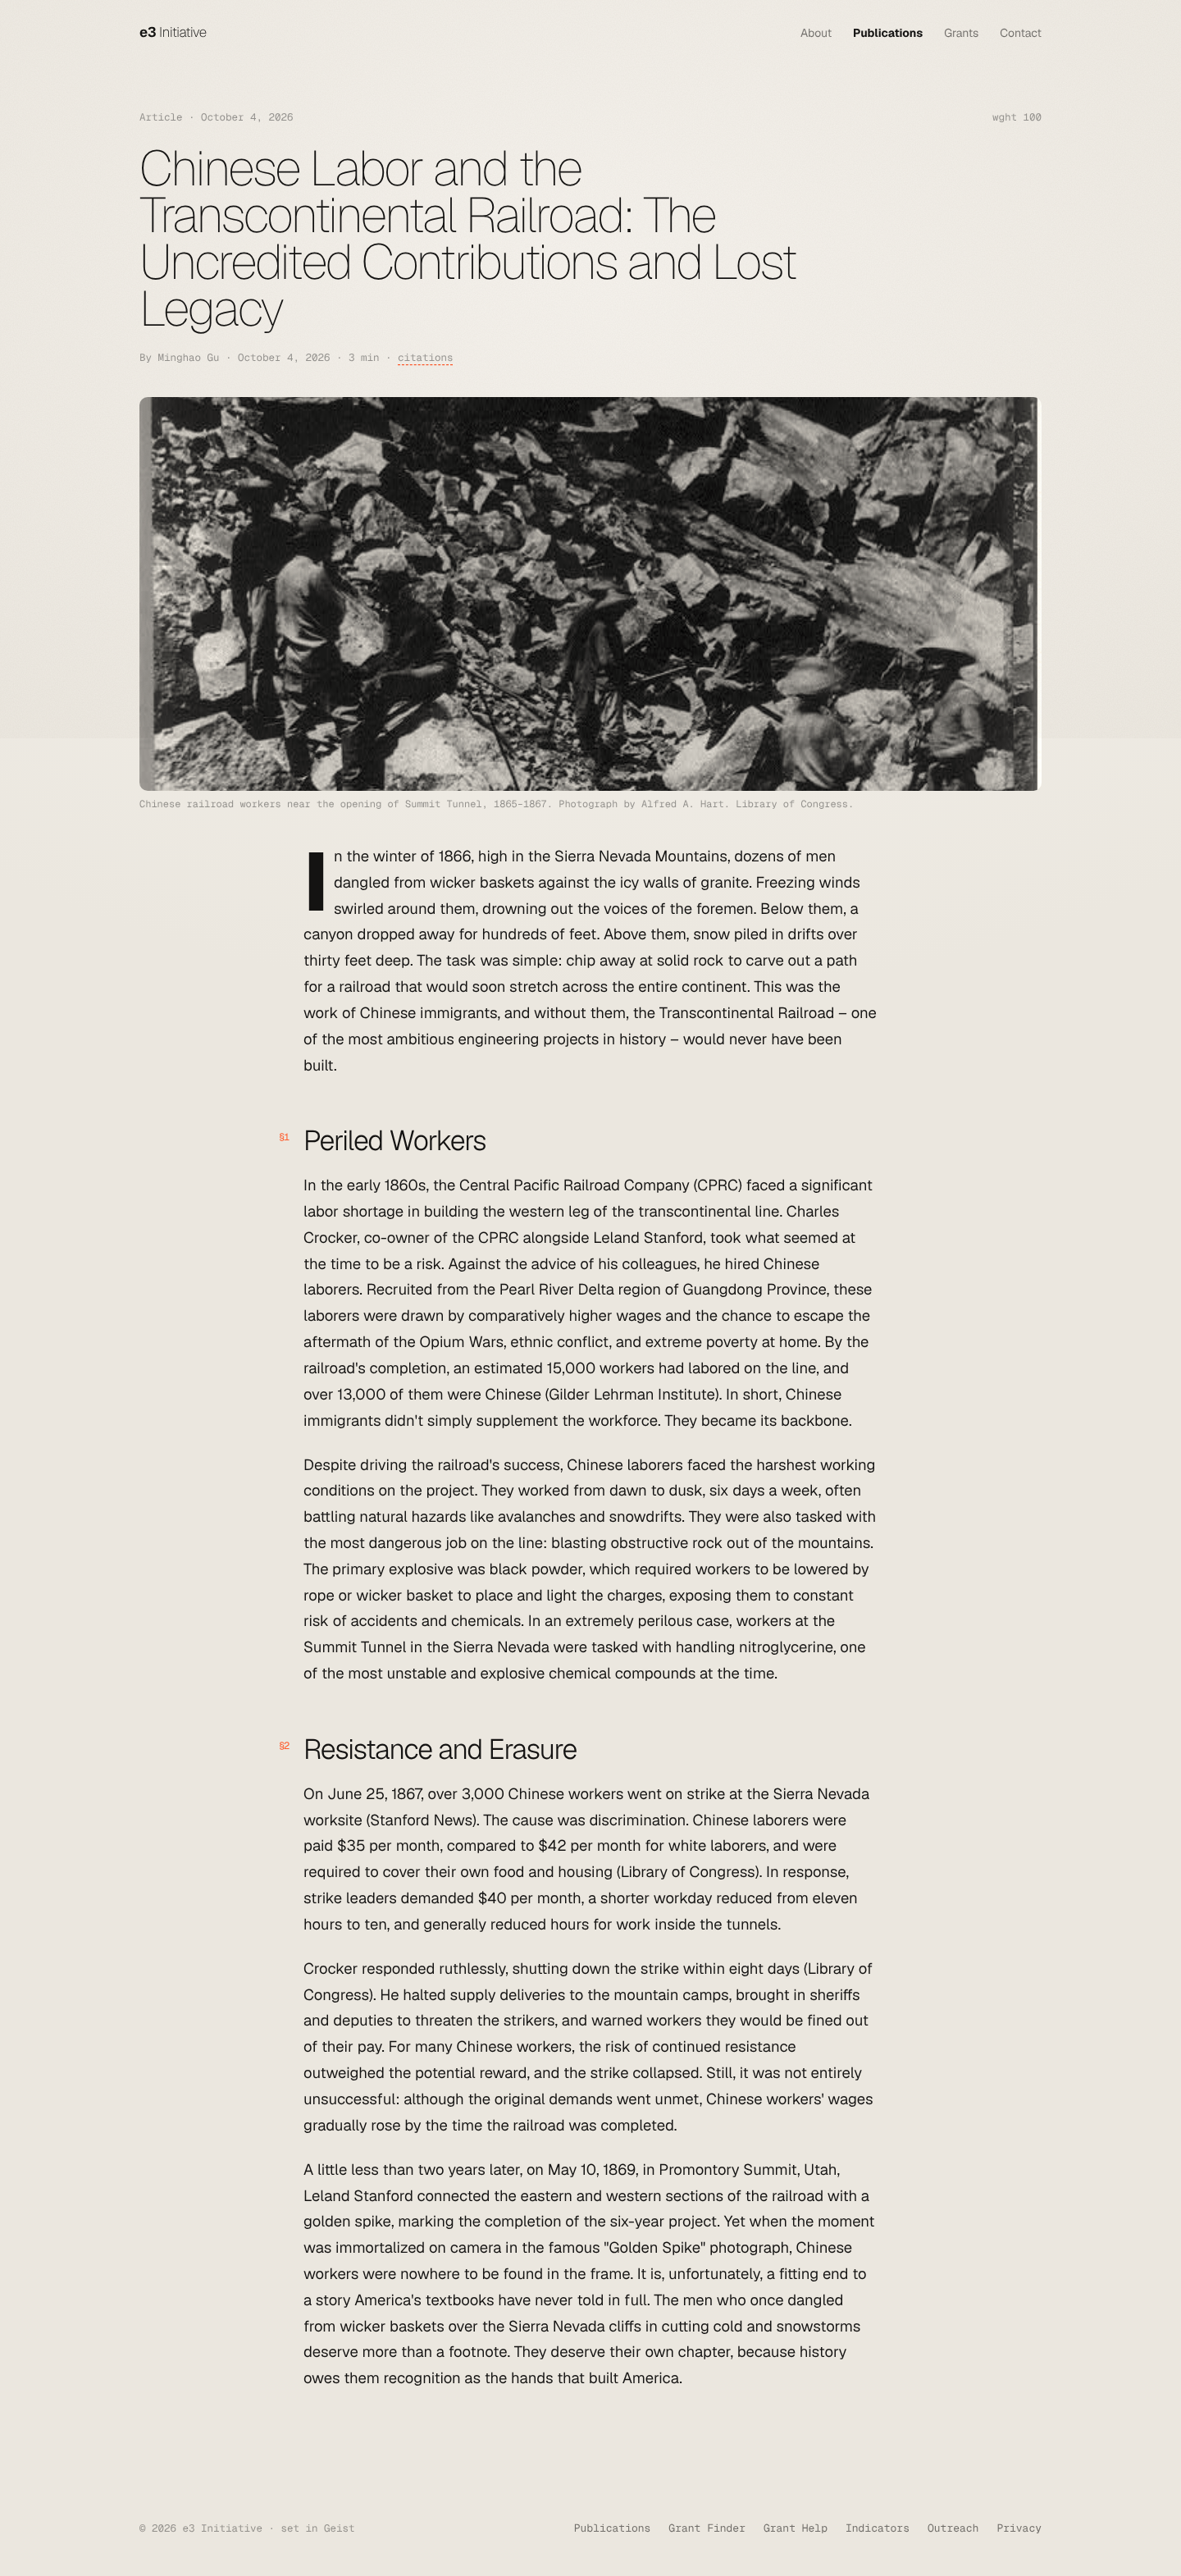 e3 Initiative
About Publications Grants Contact
Article · October 4, 2026
wght 100
Chinese Labor and the
Transcontinental Railroad: The
Uncredited Contributions and Lost
Legacy
By Minghao Gu · October 4, 2026 · 3 min · citations
Chinese railroad workers near the opening of Summit Tunnel, 1865–1867. Photograph by Alfred A. Hart. Library of Congress.
In the winter of 1866, high in the Sierra Nevada Mountains, dozens of men
dangled from wicker baskets against the icy walls of granite. Freezing winds
swirled around them, drowning out the voices of the foremen. Below them, a
canyon dropped away for hundreds of feet. Above them, snow piled in drifts over
thirty feet deep. The task was simple: chip away at solid rock to carve out a path
for a railroad that would soon stretch across the entire continent. This was the
work of Chinese immigrants, and without them, the Transcontinental Railroad – one
of the most ambitious engineering projects in history – would never have been
built.
§1 Periled Workers
In the early 1860s, the Central Pacific Railroad Company (CPRC) faced a significant
labor shortage in building the western leg of the transcontinental line. Charles
Crocker, co-owner of the CPRC alongside Leland Stanford, took what seemed at
the time to be a risk. Against the advice of his colleagues, he hired Chinese
laborers. Recruited from the Pearl River Delta region of Guangdong Province, these
laborers were drawn by comparatively higher wages and the chance to escape the
aftermath of the Opium Wars, ethnic conflict, and extreme poverty at home. By the
railroad's completion, an estimated 15,000 workers had labored on the line, and
over 13,000 of them were Chinese (Gilder Lehrman Institute). In short, Chinese
immigrants didn't simply supplement the workforce. They became its backbone.
Despite driving the railroad's success, Chinese laborers faced the harshest working
conditions on the project. They worked from dawn to dusk, six days a week, often
battling natural hazards like avalanches and snowdrifts. They were also tasked with
the most dangerous job on the line: blasting obstructive rock out of the mountains.
The primary explosive was black powder, which required workers to be lowered by
rope or wicker basket to place and light the charges, exposing them to constant
risk of accidents and chemicals. In an extremely perilous case, workers at the
Summit Tunnel in the Sierra Nevada were tasked with handling nitroglycerine, one
of the most unstable and explosive chemical compounds at the time.
§2 Resistance and Erasure
On June 25, 1867, over 3,000 Chinese workers went on strike at the Sierra Nevada
worksite (Stanford News). The cause was discrimination. Chinese laborers were
paid $35 per month, compared to $42 per month for white laborers, and were
required to cover their own food and housing (Library of Congress). In response,
strike leaders demanded $40 per month, a shorter workday reduced from eleven
hours to ten, and generally reduced hours for work inside the tunnels.
Crocker responded ruthlessly, shutting down the strike within eight days (Library of
Congress). He halted supply deliveries to the mountain camps, brought in sheriffs
and deputies to threaten the strikers, and warned workers they would be fined out
of their pay. For many Chinese workers, the risk of continued resistance
outweighed the potential reward, and the strike collapsed. Still, it was not entirely
unsuccessful: although the original demands went unmet, Chinese workers' wages
gradually rose by the time the railroad was completed.
A little less than two years later, on May 10, 1869, in Promontory Summit, Utah,
Leland Stanford connected the eastern and western sections of the railroad with a
golden spike, marking the completion of the six-year project. Yet when the moment
was immortalized on camera in the famous "Golden Spike" photograph, Chinese
workers were nowhere to be found in the frame. It is, unfortunately, a fitting end to
a story America's textbooks have never told in full. The men who once dangled
from wicker baskets over the Sierra Nevada cliffs in cutting cold and snowstorms
deserve more than a footnote. They deserve their own chapter, because history
owes them recognition as the hands that built America.
© 2026 e3 Initiative · set in Geist
Publications Grant Finder Grant Help Indicators Outreach Privacy